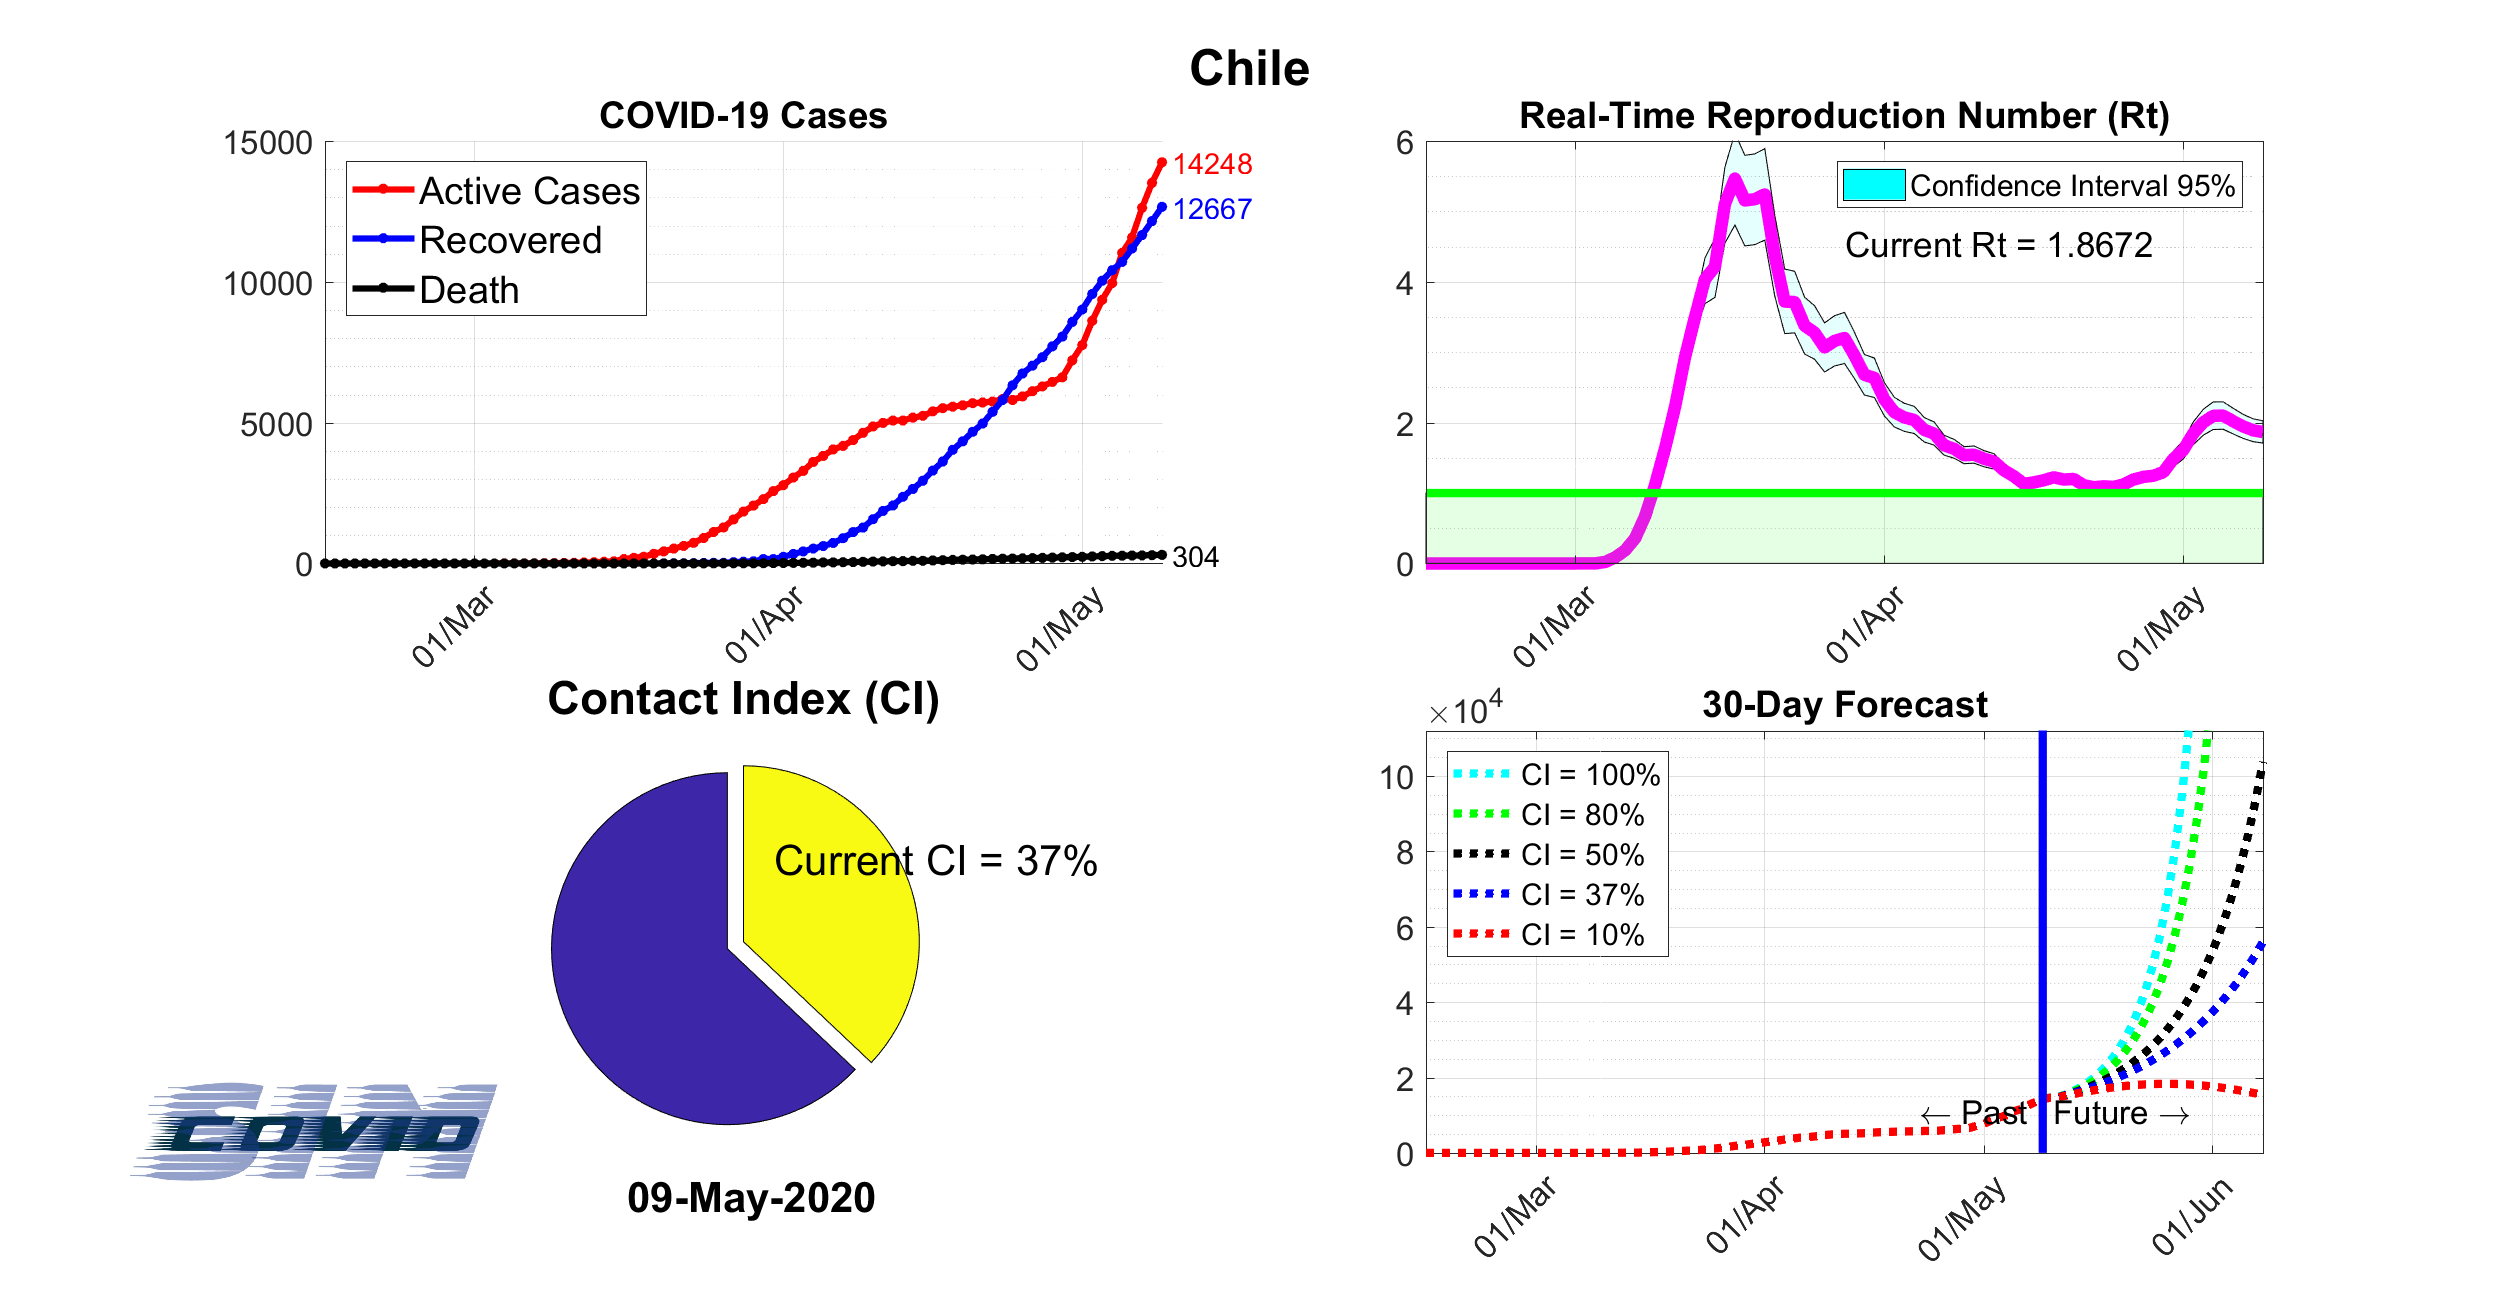 Chile
COVID-19 Cases
15000
10000
5000
0
Active Cases
Recovered
Death
14248
12667
304
01/Mar
01/Apr
01/May
Real-Time Reproduction Number (Rt)
6
4
2
0
Confidence Interval 95%
Current Rt = 1.8672
01/Mar
01/Apr
01/May
Contact Index (CI)
Current CI = 37%
SIN
COVID
09-May-2020
30-Day Forecast
×10⁴
10
8
6
4
2
0
CI = 100%
CI = 80%
CI = 50%
CI = 37%
CI = 10%
← Past
Future →
01/Mar
01/Apr
01/May
01/Jun